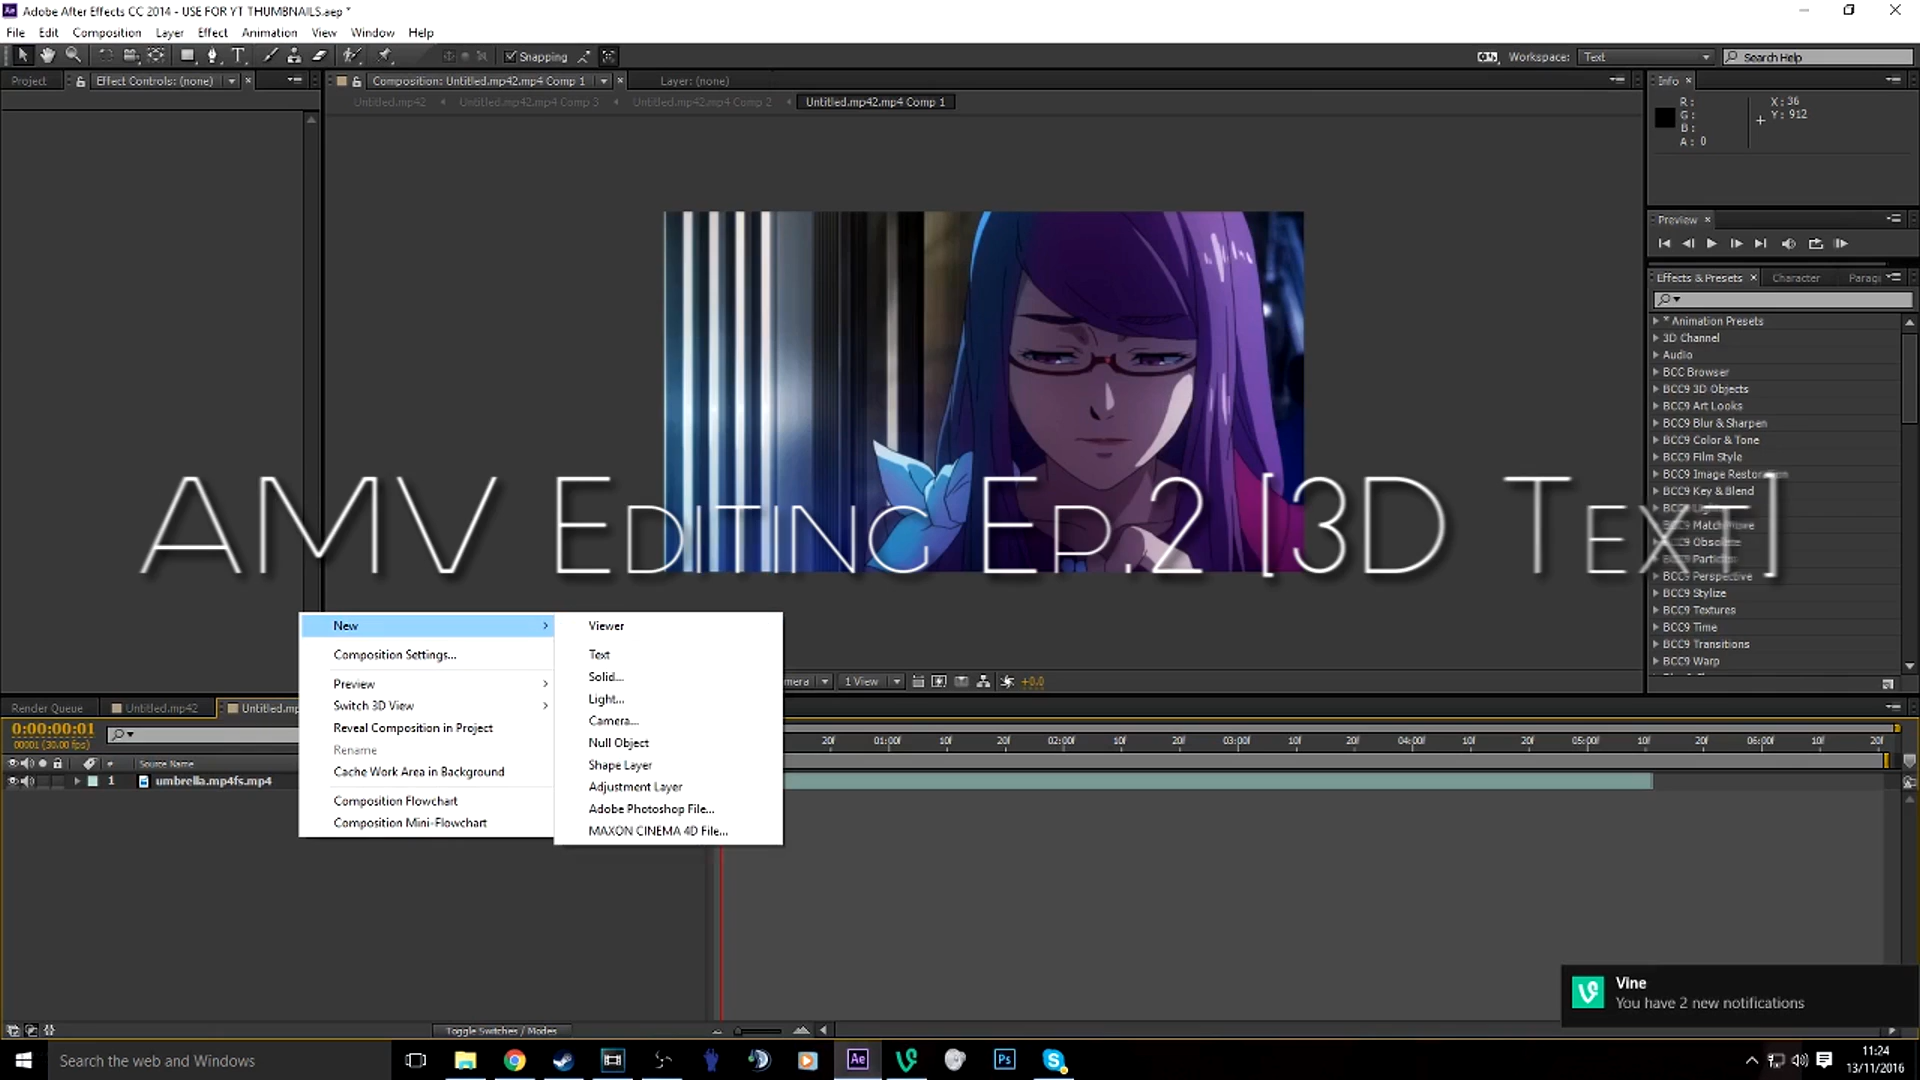 Adobe After Effects CC 2014 - USE FOR YT THUMBNAILS.aep *
File Edit Composition Layer Effect Animation View Window Help
Snapping
Workspace: Text
Search Help
Project
Effect Controls: (none)
Composition: Untitled.mp42.mp4 Comp 1
Layer: (none)
Untitled.mp42
Untitled.mp42.mp4 Comp 3
Untitled.mp42.mp4 Comp 2
Untitled.mp42.mp4 Comp 1
Info
R:
G:
B:
A: 0
X: 36
Y: 912
Preview
Effects & Presets
Character
Parag
* Animation Presets
3D Channel
Audio
BCC Browser
BCC9 3D Objects
BCC9 Art Looks
BCC9 Blur & Sharpen
BCC9 Color & Tone
BCC9 Film Style
BCC9 Image Restoration
BCC9 Key & Blend
BCC9 Match Move
BCC9 Obsolete
BCC9 Perspective
BCC9 Stylize
BCC9 Textures
BCC9 Time
BCC9 Transitions
BCC9 Warp
AMV Editing Ep.2 [3D Text]
New
Composition Settings...
Preview
Switch 3D View
Reveal Composition in Project
Rename
Cache Work Area in Background
Composition Flowchart
Composition Mini-Flowchart
Viewer
Text
Solid...
Light...
Camera...
Null Object
Shape Layer
Adjustment Layer
Adobe Photoshop File...
MAXON CINEMA 4D File...
mera
1 View
+0.0
Render Queue
Untitled.mp42
Untitled.mp
0:00:00:01
00001 (30.00 fps)
# Source Name
1 umbrella.mp4fs.mp4
20f 01:00f 10f 20f 02:00f 10f 20f 03:00f 10f 20f 04:00f 10f 20f 05:00f 10f 20f 06:00f 10f 20f
Toggle Switches / Modes
Vine
You have 2 new notifications
Search the web and Windows
Ae
Ps
11:24
13/11/2016